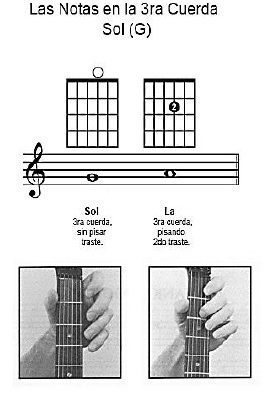 Las Notas en la 3ra Cuerda
Sol (G)
2
Sol
3ra cuerda,
sin pisar
traste.
La
3ra cuerda,
pisando
2do traste.